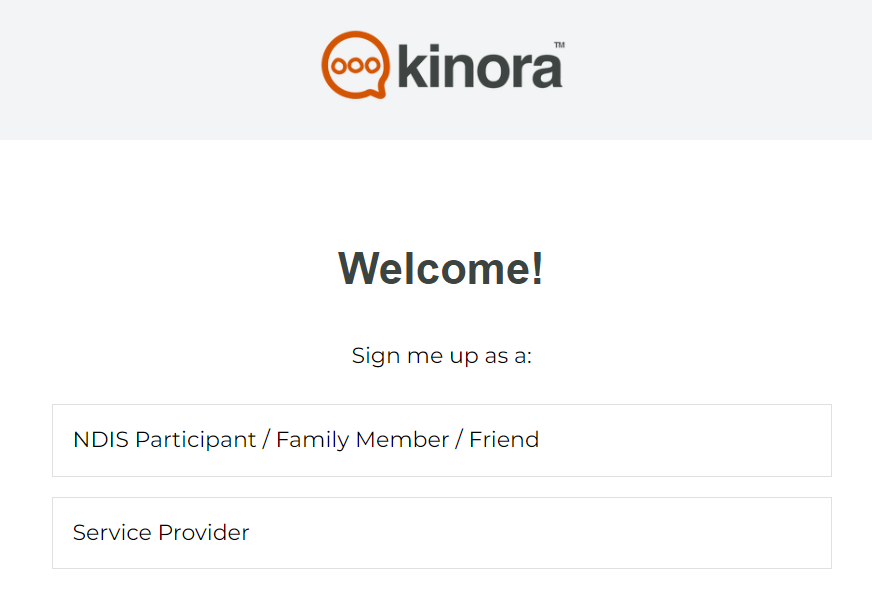 kinora™
Welcome!
Sign me up as a:
NDIS Participant / Family Member / Friend
Service Provider